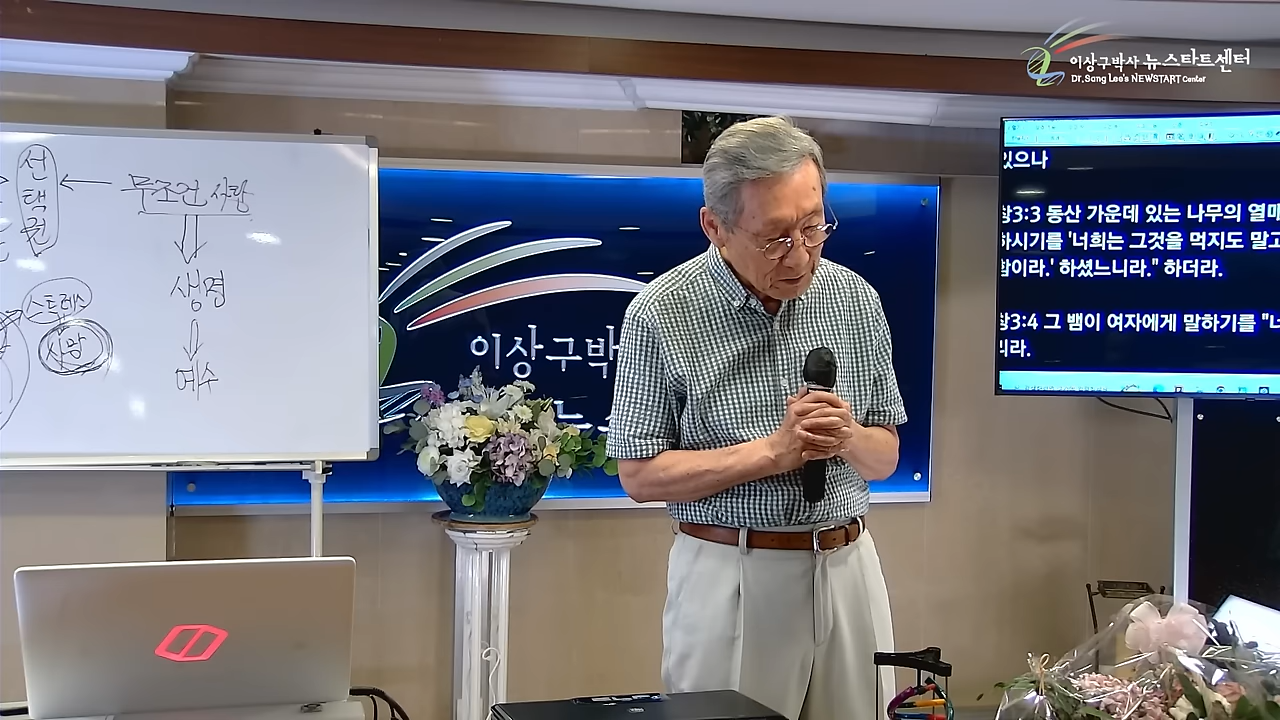 이상구박사 뉴스타트센터
Dr. Sang Lee's NEWSTART Center
선택권
무조건 사랑
생명
예수
스트레스
사랑
이상구박
있으나
창3:3 동산 가운데 있는 나무의 열매
하시기를 '너희는 그것을 먹지도 말고
함이라.' 하셨느니라." 하더라.
창3:4 그 뱀이 여자에게 말하기를 "너
리라.